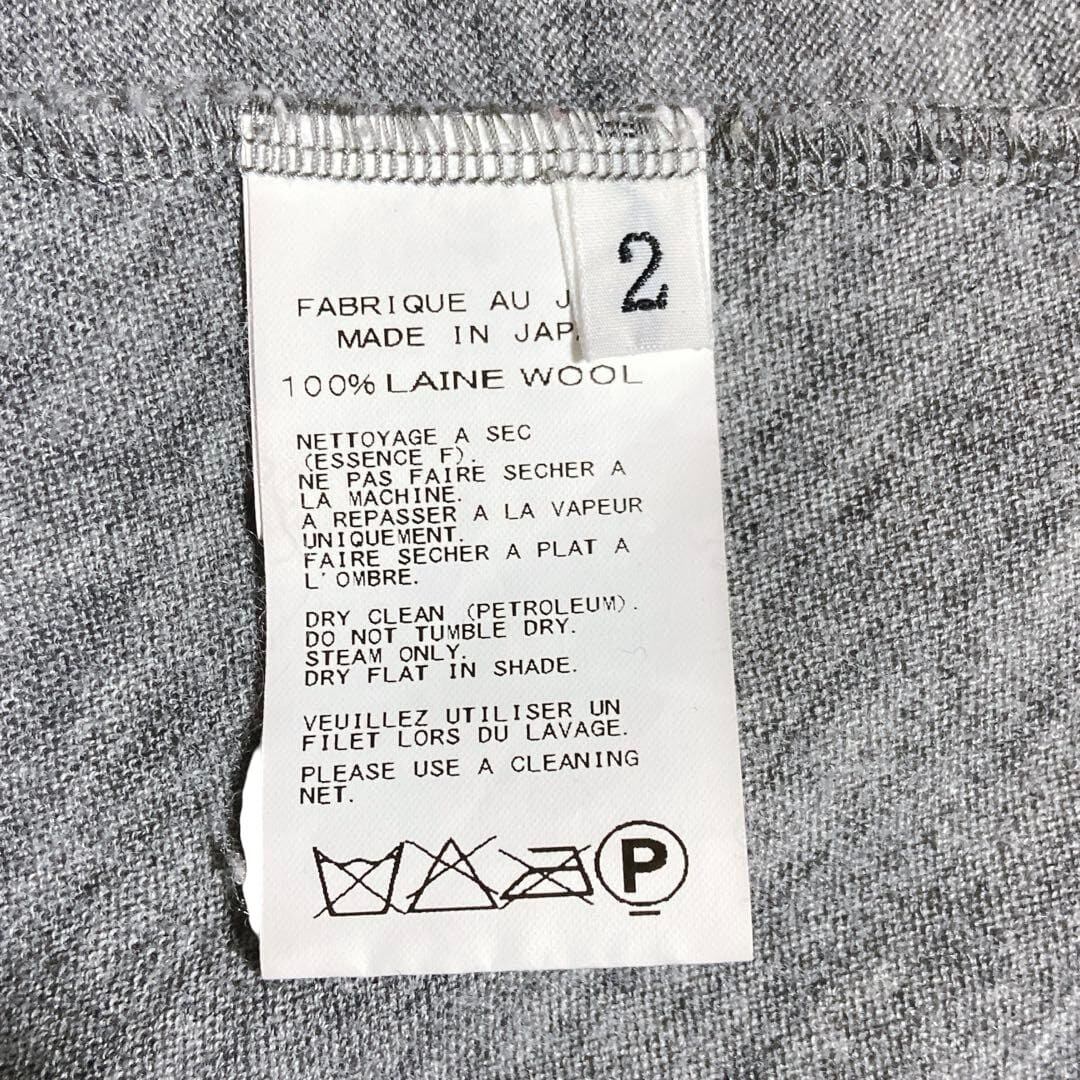 2
FABRIQUE AU
MADE IN
100% LAINE WOOL
NETTOYAGE A SEC
(ESSENCE F).
NE PAS FAIRE SECHER A
LA MACHINE.
A REPASSER A LA VAPEUR
UNIQUEMENT.
FAIRE SECHER A PLAT A
L'OMBRE.
DRY CLEAN (PETROLEUM).
DO NOT TUMBLE DRY.
STEAM ONLY.
DRY FLAT IN SHADE.
VEUILLEZ UTILISER UN
FILET LORS DU LAVAGE.
PLEASE USE A CLEANING
NET.
P